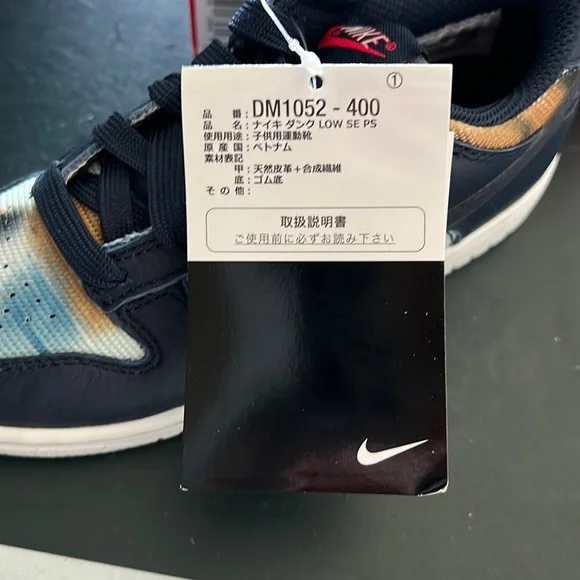 NIKE
①
品 番：DM1052 - 400
品 名：ナイキ ダンク LOW SE PS
使用用途：子供用運動靴
原 産 国：ベトナム
素材表記
甲：天然皮革＋合成繊維
底：ゴム底
そ の 他：
取扱説明書
ご使用前に必ずお読み下さい